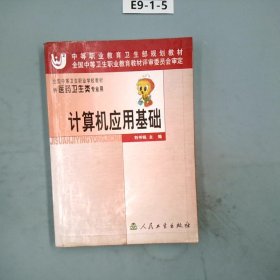 E9-1-5
中等职业教育卫生部规划教材
全国中等卫生职业教育教材评审委员会审定
全国中等卫生职业学校教材
供医药卫生类专业用
计算机应用基础
主 编
JISUANJIYINGYONGJICHU
人民卫生出版社